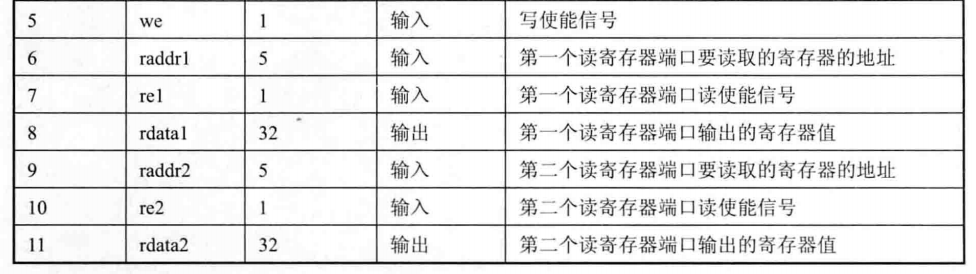 5 we 1 输入 写使能信号
6 raddr1 5 输入 第一个读寄存器端口要读取的寄存器的地址
7 re1 1 输入 第一个读寄存器端口读使能信号
8 rdata1 32 输出 第一个读寄存器端口输出的寄存器值
9 raddr2 5 输入 第二个读寄存器端口要读取的寄存器的地址
10 re2 1 输入 第二个读寄存器端口读使能信号
11 rdata2 32 输出 第二个读寄存器端口输出的寄存器值